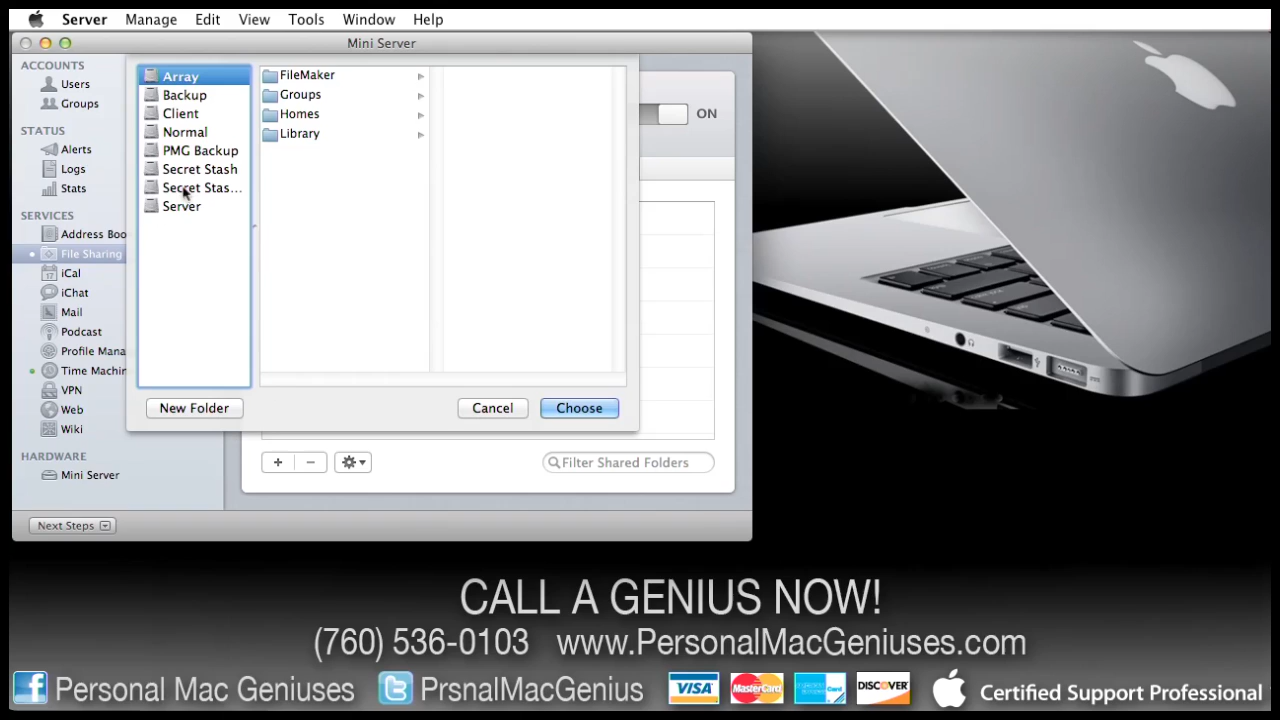 Server Manage Edit View Tools Window Help
Mini Server
ACCOUNTS
Users
Groups
STATUS
Alerts
Logs
Stats
SERVICES
Address Boo
File Sharing
iCal
iChat
Mail
Podcast
Profile Mana
Time Machin
VPN
Web
Wiki
HARDWARE
Mini Server
Next Steps
Array
Backup
Client
Normal
PMG Backup
Secret Stash
Secret Stas...
Server
FileMaker
Groups
Homes
Library
New Folder
Cancel
Choose
ON
Filter Shared Folders
CALL A GENIUS NOW!
(760) 536-0103 www.PersonalMacGeniuses.com
Personal Mac Geniuses PrsnalMacGenius VISA MasterCard DISCOVER Certified Support Professional